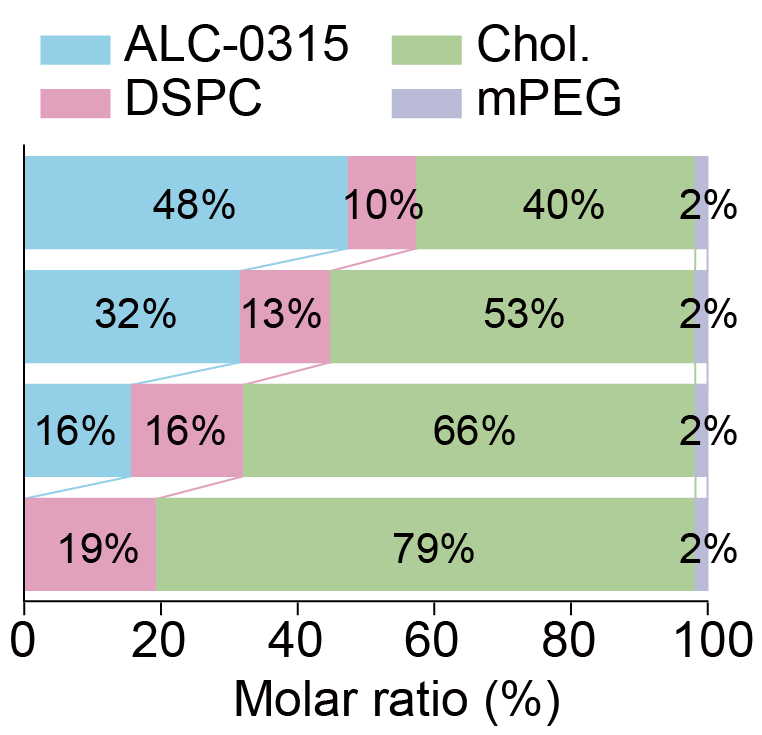 ALC-0315 Chol.
DSPC mPEG
48% 10% 40% 2%
32% 13% 53% 2%
16% 16% 66% 2%
19% 79% 2%
0 20 40 60 80 100
Molar ratio (%)